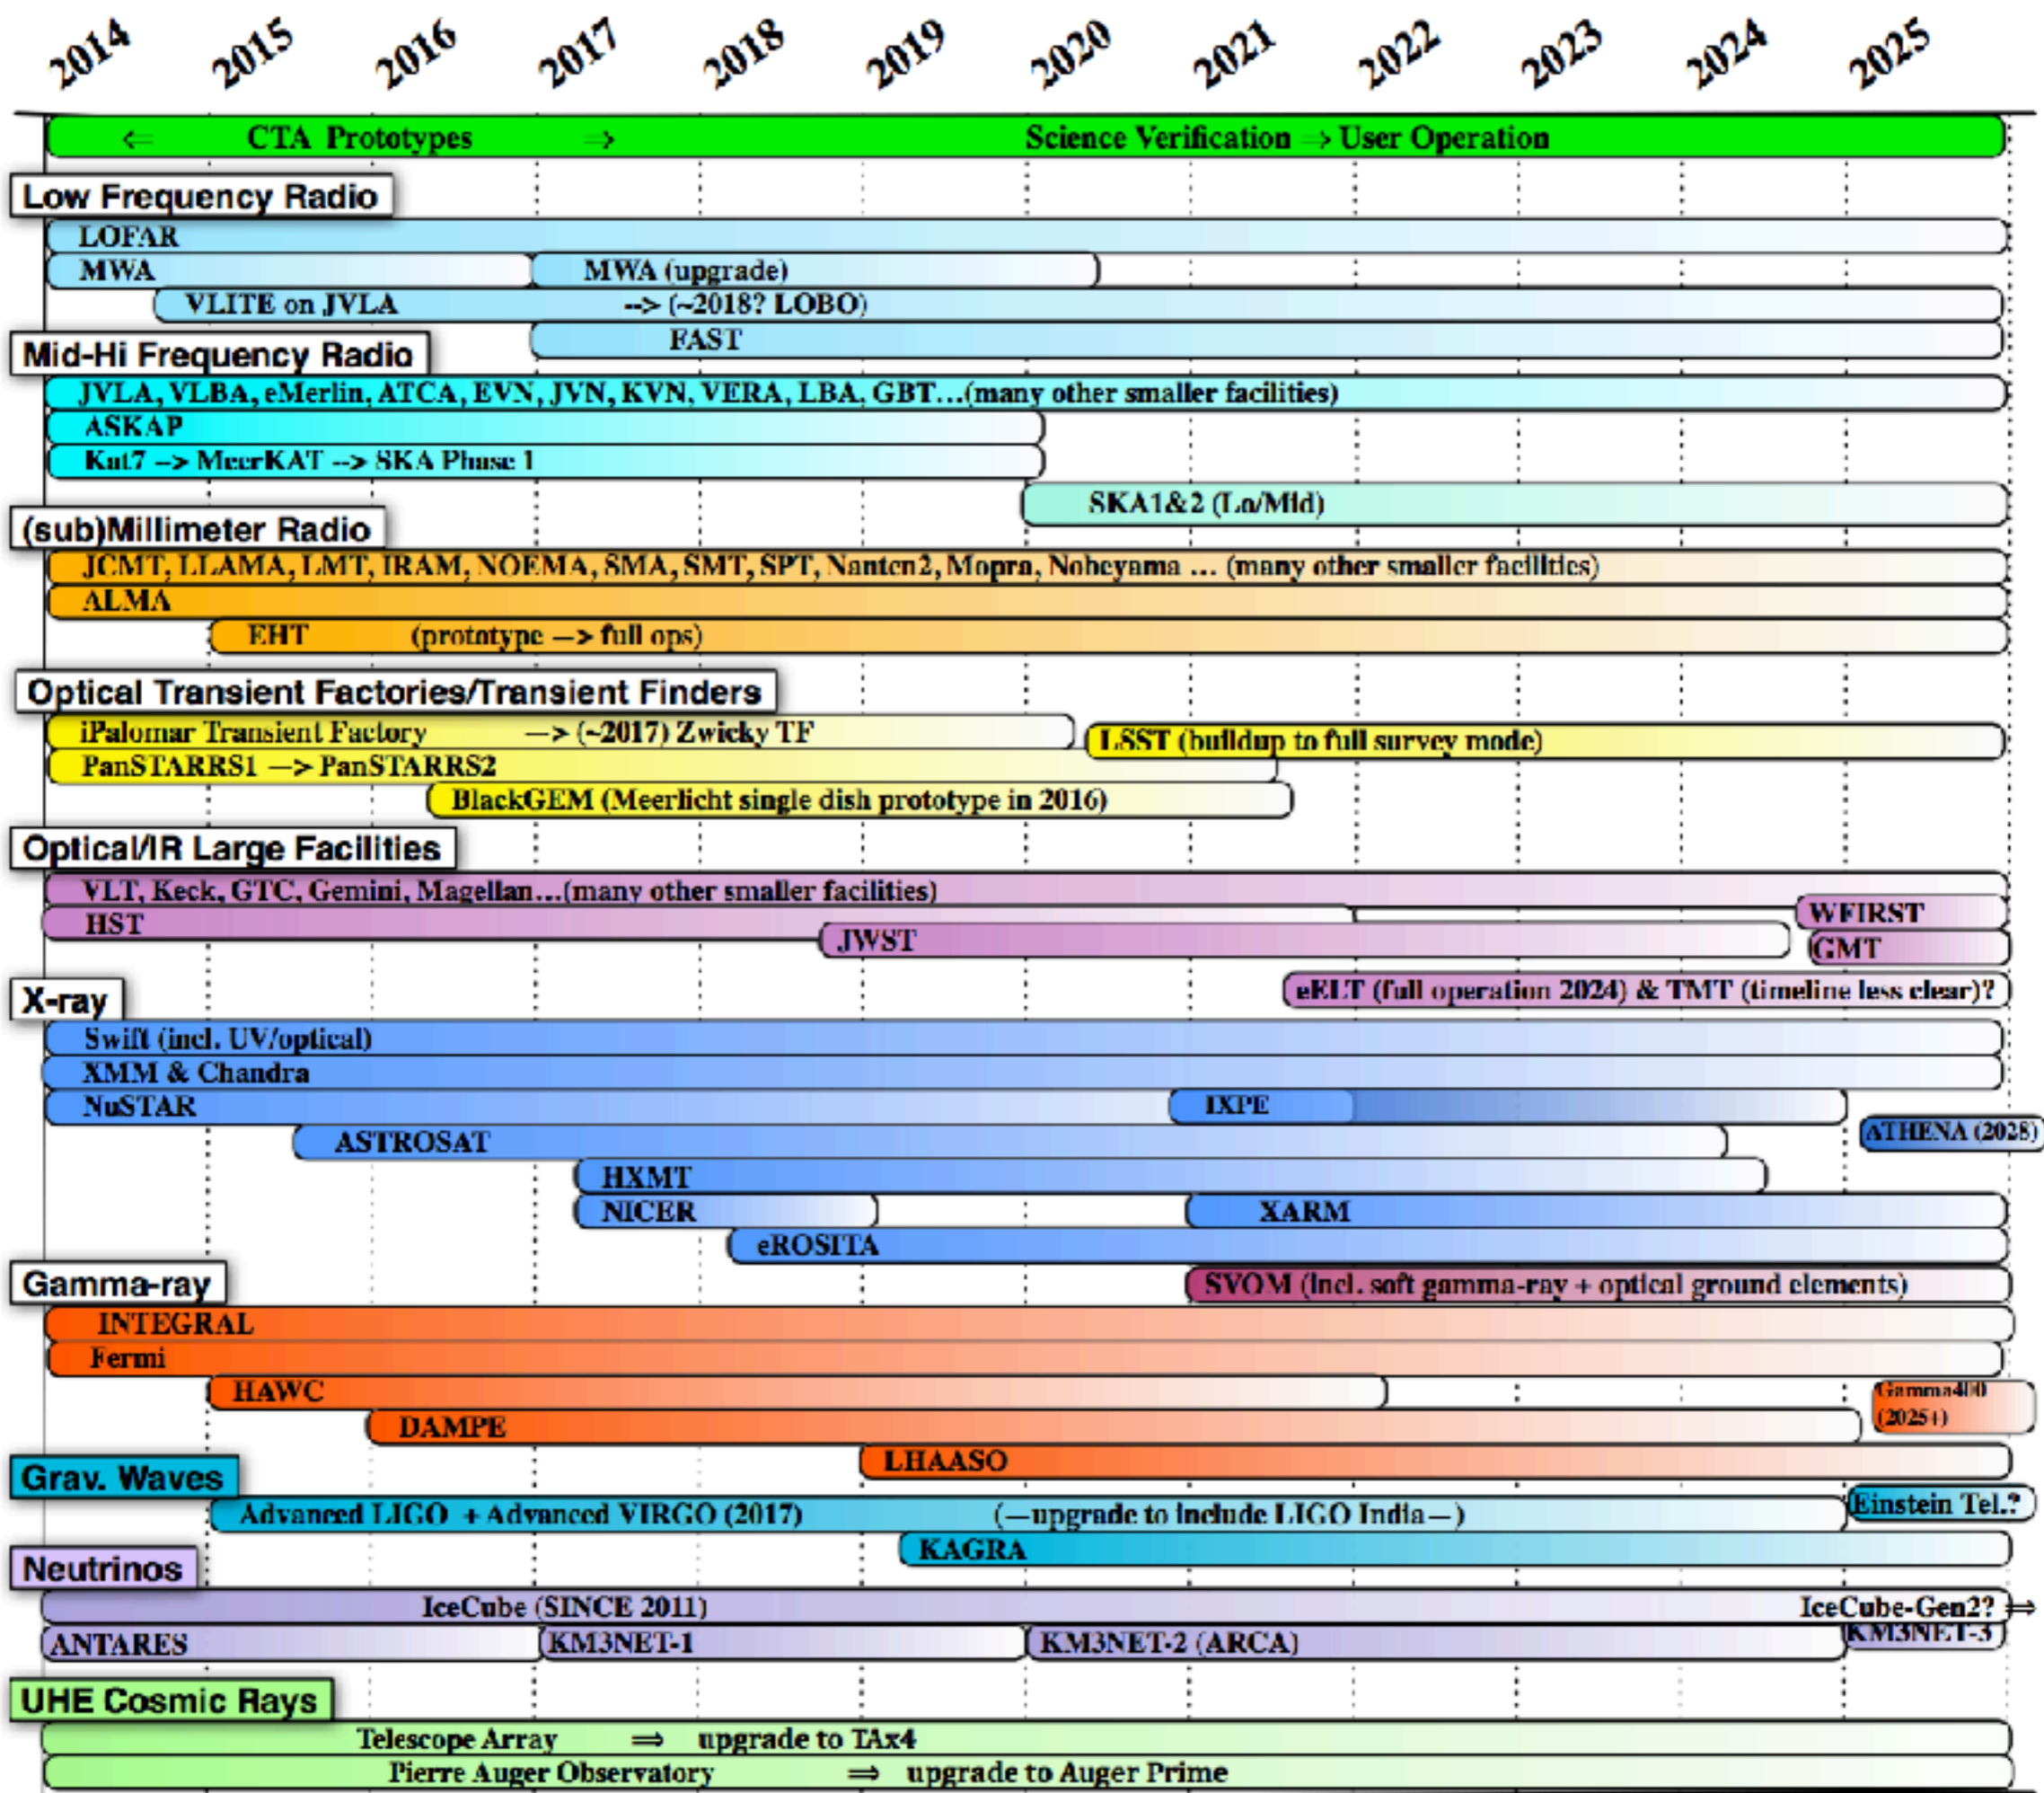 2014 2015 2016 2017 2018 2019 2020 2021 2022 2023 2024 2025
⇐ CTA Prototypes ⇒ Science Verification ⇒ User Operation
Low Frequency Radio
LOFAR
MWA MWA (upgrade)
VLITE on JVLA --> (~2018? LOBO)
FAST
Mid-Hi Frequency Radio
JVLA, VLBA, eMerlin, ATCA, EVN, JVN, KVN, VERA, LBA, GBT...(many other smaller facilities)
ASKAP
Kat7 --> MeerKAT --> SKA Phase 1
SKA1&2 (Lo/Mid)
(sub)Millimeter Radio
JCMT, LLAMA, LMT, IRAM, NOEMA, SMA, SMT, SPT, Nanten2, Mopra, Nobeyama ... (many other smaller facilities)
ALMA
EHT (prototype —> full ops)
Optical Transient Factories/Transient Finders
iPalomar Transient Factory —> (~2017) Zwicky TF
LSST (buildup to full survey mode)
PanSTARRS1 —> PanSTARRS2
BlackGEM (Meerlicht single dish prototype in 2016)
Optical/IR Large Facilities
VLT, Keck, GTC, Gemini, Magellan...(many other smaller facilities)
HST
WFIRST
JWST
GMT
eELT (full operation 2024) & TMT (timeline less clear)?
X-ray
Swift (incl. UV/optical)
XMM & Chandra
NuSTAR IXPE
ATHENA (2028)
ASTROSAT
HXMT
NICER XARM
eROSITA
Gamma-ray
SVOM (incl. soft gamma-ray + optical ground elements)
INTEGRAL
Fermi
HAWC
Gamma400
(2025+)
DAMPE
LHAASO
Grav. Waves
Advanced LIGO + Advanced VIRGO (2017) (—upgrade to include LIGO India—)
Einstein Tel.?
KAGRA
Neutrinos
IceCube (SINCE 2011) IceCube-Gen2? ⇒
ANTARES KM3NET-1 KM3NET-2 (ARCA) KM3NET-3
UHE Cosmic Rays
Telescope Array ⇒ upgrade to TAx4
Pierre Auger Observatory ⇒ upgrade to Auger Prime